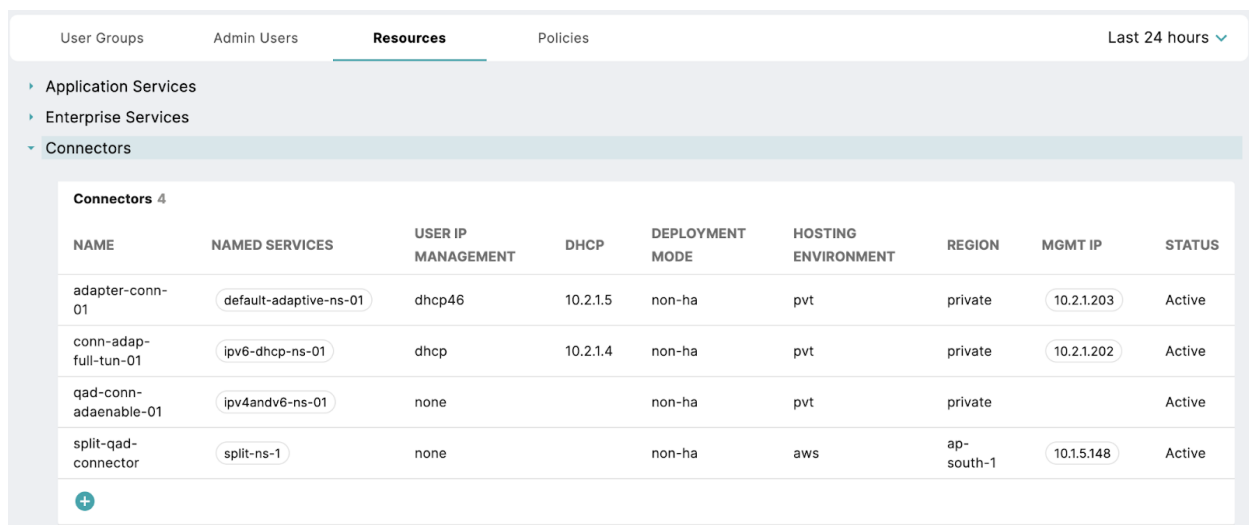 User Groups Admin Users Resources Policies Last 24 hours
Application Services
Enterprise Services
Connectors
Connectors 4
NAME NAMED SERVICES USER IP MANAGEMENT DHCP DEPLOYMENT MODE HOSTING ENVIRONMENT REGION MGMT IP STATUS
adapter-conn-01 default-adaptive-ns-01 dhcp46 10.2.1.5 non-ha pvt private 10.2.1.203 Active
conn-adap-full-tun-01 ipv6-dhcp-ns-01 dhcp 10.2.1.4 non-ha pvt private 10.2.1.202 Active
qad-conn-adaenable-01 ipv4andv6-ns-01 none non-ha pvt private Active
split-qad-connector split-ns-1 none non-ha aws ap-south-1 10.1.5.148 Active